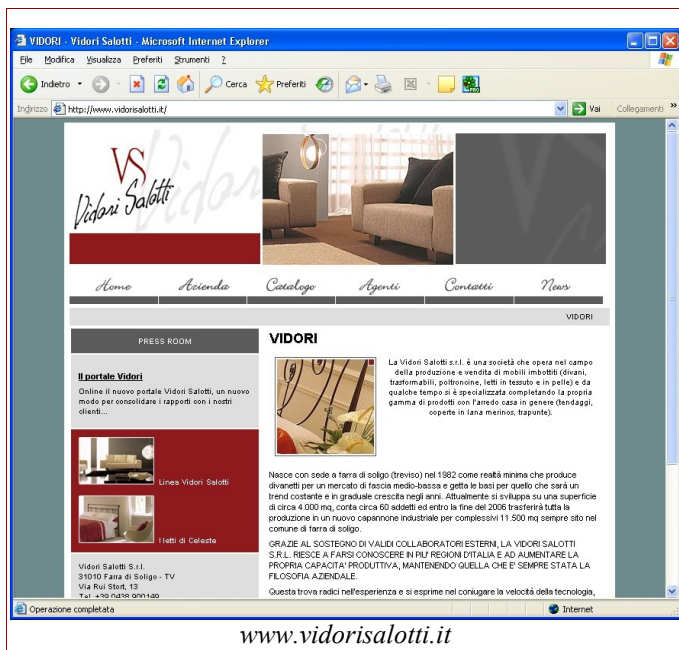 VIDORI - Vidori Salotti - Microsoft Internet Explorer
File Modifica Visualizza Preferiti Strumenti ?
Indietro Cerca Preferiti
Indirizzo http://www.vidorisalotti.it/ Vai Collegamenti »
VS
Vidori Salotti
Home Azienda Catalogo Agenti Contatti News
VIDORI
PRESS ROOM
Il portale Vidori
Online il nuovo portale Vidori Salotti, un nuovo
modo per consolidare i rapporti con i nostri
clienti...
Linea Vidori Salotti
I letti di Celeste
Vidori Salotti S.r.l.
31010 Farra di Soligo - TV
Via Rui Stort, 13
Tel. +39 0438 900149
VIDORI
La Vidori Salotti s.r.l. è una società che opera nel campo
della produzione e vendita di mobili imbottiti (divani,
trasformabili, poltroncine, letti in tessuto e in pelle) e da
qualche tempo si è specializzata completando la propria
gamma di prodotti con l'arredo casa in genere (tendaggi,
coperte in lana merinos, trapunte).
Nasce con sede a farra di soligo (treviso) nel 1982 come realtá minima che produce
divanetti per un mercato di fascia medio-bassa e getta le basi per quello che sará un
trend costante e in graduale crescita negli anni. Attualmente si sviluppa su una superficie
di circa 4.000 mq, conta circa 60 addetti ed entro la fine del 2006 trasferirá tutta la
produzione in un nuovo capannone industriale per complessivi 11.500 mq sempre sito nel
comune di farra di soligo.
GRAZIE AL SOSTEGNO DI VALIDI COLLABORATORI ESTERNI, LA VIDORI SALOTTI
S.R.L. RIESCE A FARSI CONOSCERE IN PIU' REGIONI D'ITALIA E AD AUMENTARE LA
PROPRIA CAPACITA' PRODUTTIVA, MANTENENDO QUELLA CHE E' SEMPRE STATA LA
FILOSOFIA AZIENDALE.
Questa trova radici nell'esperienza e si esprime nel coniugare la velocitá della tecnologia,
Operazione completata Internet
www.vidorisalotti.it